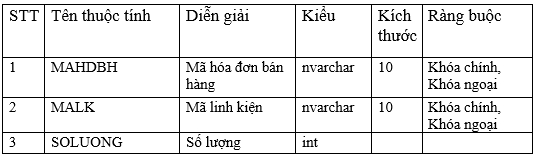 STT Tên thuộc tính Diễn giải Kiểu Kích thước Ràng buộc
1 MAHDBH Mã hóa đơn bán hàng nvarchar 10 Khóa chính, Khóa ngoại
2 MALK Mã linh kiện nvarchar 10 Khóa chính, Khóa ngoại
3 SOLUONG Số lượng int